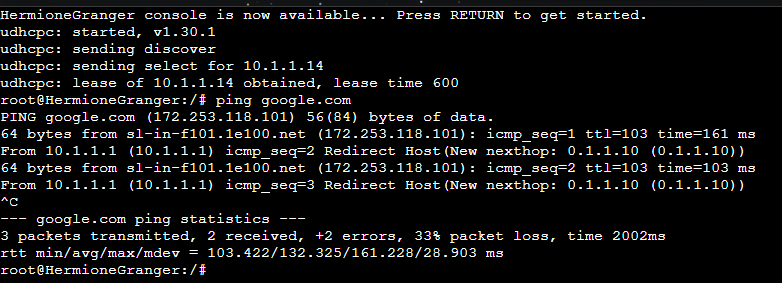 HermioneGranger console is now available... Press RETURN to get started.
udhcpc: started, v1.30.1
udhcpc: sending discover
udhcpc: sending select for 10.1.1.14
udhcpc: lease of 10.1.1.14 obtained, lease time 600
root@HermioneGranger:/# ping google.com
PING google.com (172.253.118.101) 56(84) bytes of data.
64 bytes from sl-in-f101.1e100.net (172.253.118.101): icmp_seq=1 ttl=103 time=161 ms
From 10.1.1.1 (10.1.1.1) icmp_seq=2 Redirect Host(New nexthop: 0.1.1.10 (0.1.1.10))
64 bytes from sl-in-f101.1e100.net (172.253.118.101): icmp_seq=2 ttl=103 time=103 ms
From 10.1.1.1 (10.1.1.1) icmp_seq=3 Redirect Host(New nexthop: 0.1.1.10 (0.1.1.10))
^C
--- google.com ping statistics ---
3 packets transmitted, 2 received, +2 errors, 33% packet loss, time 2002ms
rtt min/avg/max/mdev = 103.422/132.325/161.228/28.903 ms
root@HermioneGranger:/#